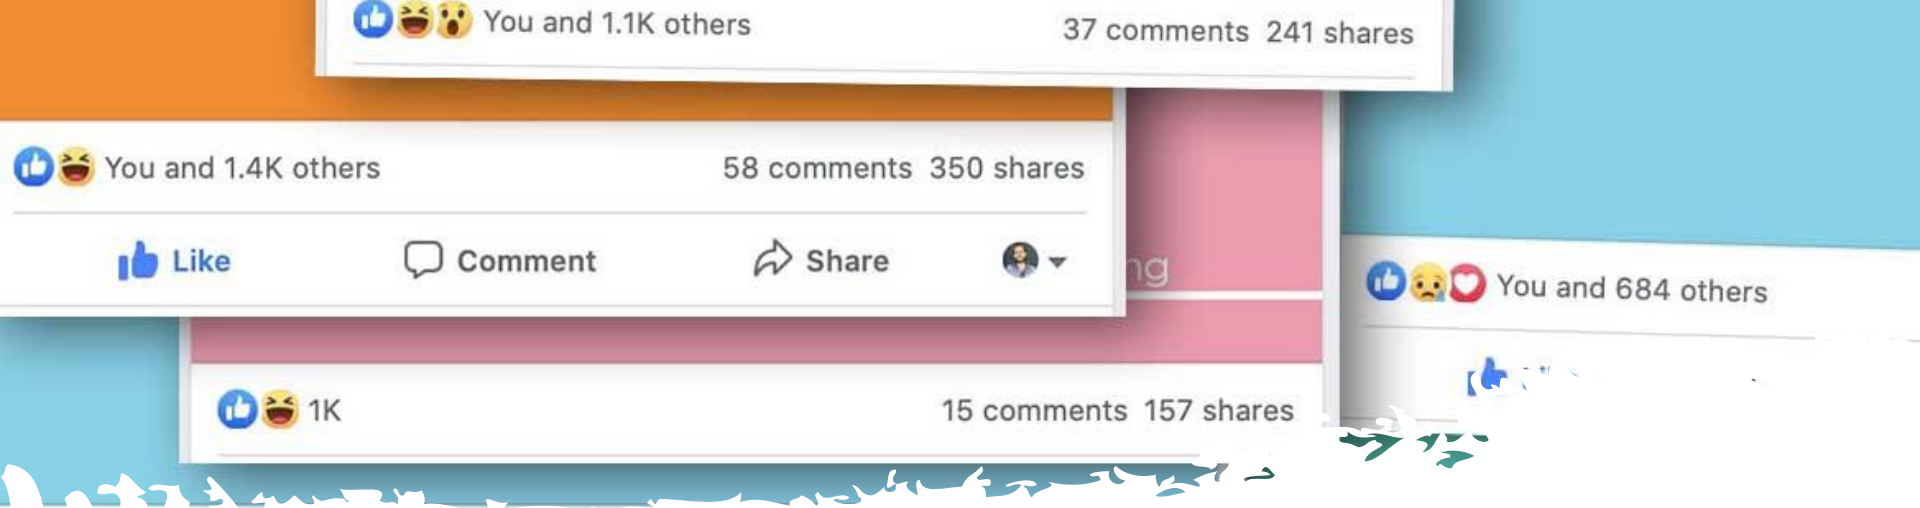 You and 1.1K others 37 comments 241 shares
You and 1.4K others 58 comments 350 shares
Like Comment Share
ng
You and 684 others
1K 15 comments 157 shares